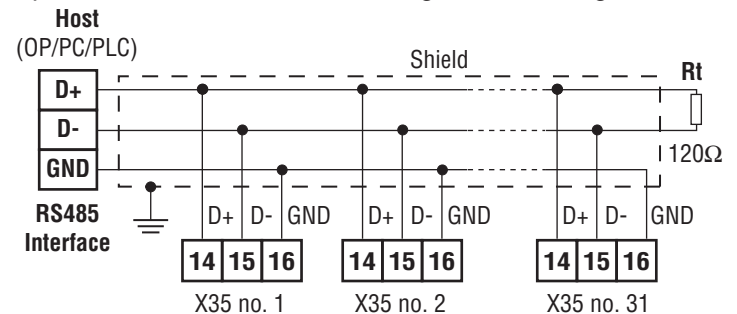 Host
(OP/PC/PLC)
Shield
Rt
D+
D-
GND
120Ω
RS485
Interface
D+ D- GND
D+ D- GND
D+ D- GND
14 15 16
14 15 16
14 15 16
X35 no. 1
X35 no. 2
X35 no. 31